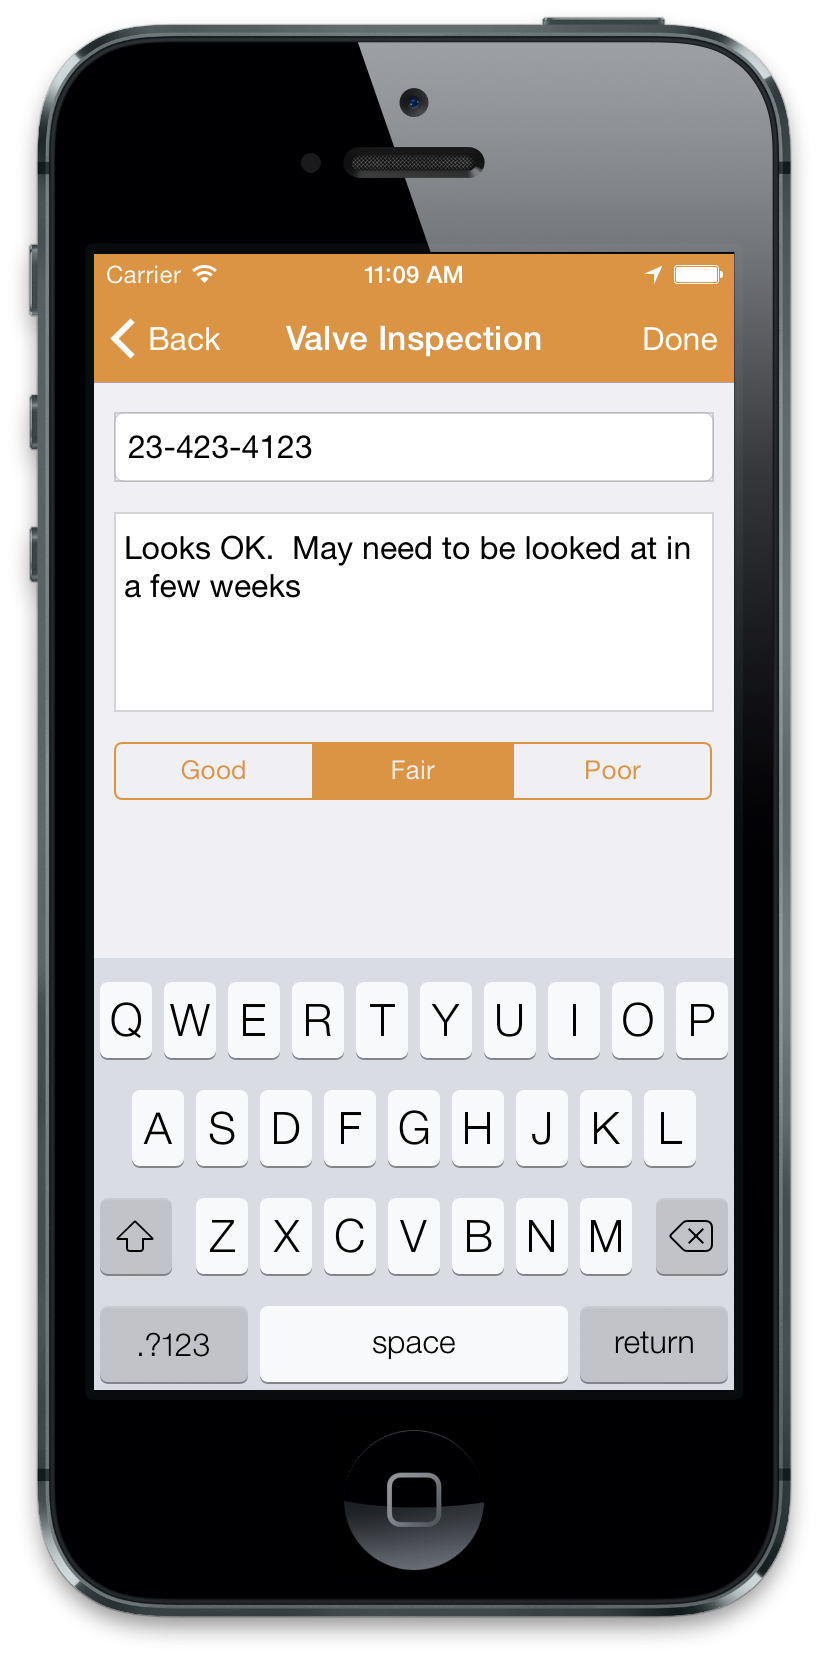 Carrier 11:09 AM
Back Valve Inspection Done
23-423-4123
Looks OK.  May need to be looked at in
a few weeks
Good Fair Poor
Q W E R T Y U I O P
A S D F G H J K L
Z X C V B N M
.?123 space return